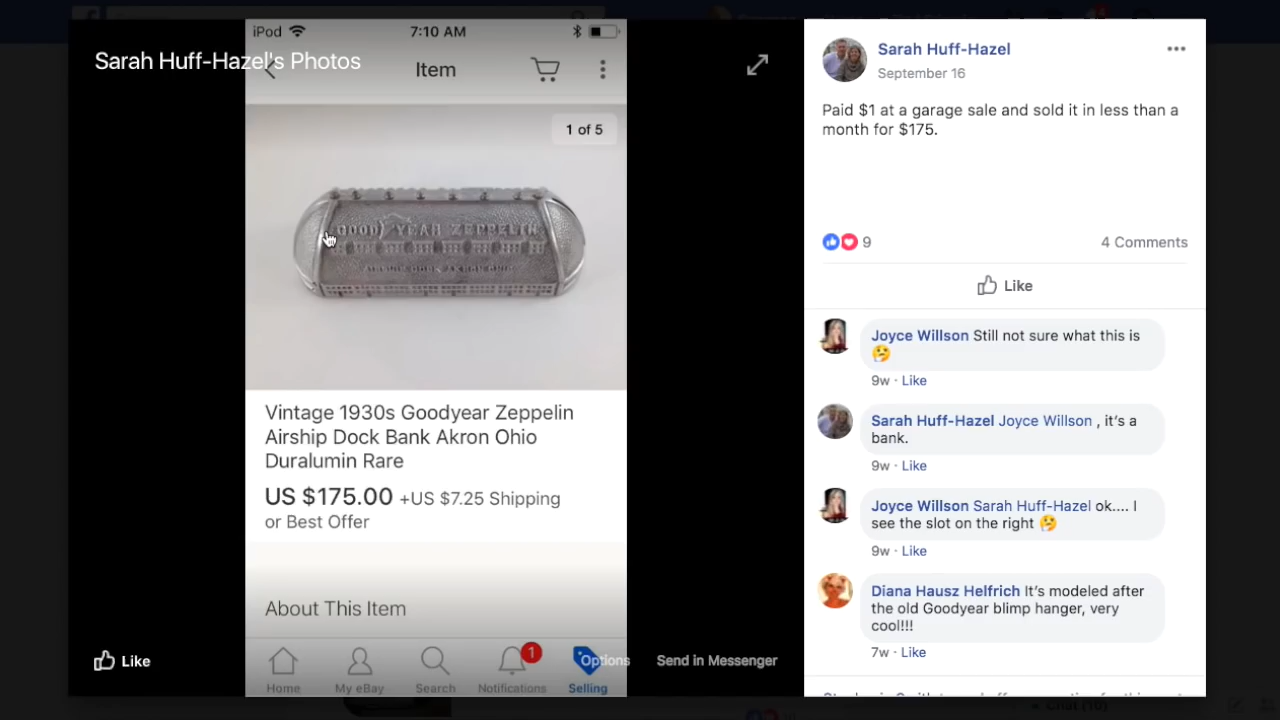 iPod 7:10 AM
Sarah Huff-Hazel's Photos
Item
1 of 5
GOOD YEAR ZEPPELIN
Vintage 1930s Goodyear Zeppelin
Airship Dock Bank Akron Ohio
Duralumin Rare
US $175.00 +US $7.25 Shipping
or Best Offer
About This Item
Like
Options
Send in Messenger
1
Home My eBay Search Notifications Selling
Sarah Huff-Hazel
September 16
Paid $1 at a garage sale and sold it in less than a
month for $175.
9 4 Comments
Like
Joyce Willson Still not sure what this is
9w · Like
Sarah Huff-Hazel Joyce Willson , it's a
bank.
9w · Like
Joyce Willson Sarah Huff-Hazel ok.... I
see the slot on the right
9w · Like
Diana Hausz Helfrich It's modeled after
the old Goodyear blimp hanger, very
cool!!!
7w · Like